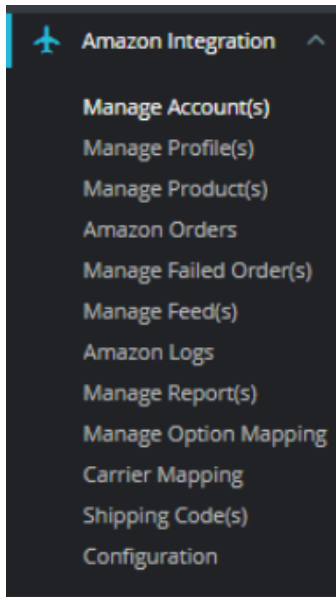 Amazon Integration
Manage Account(s)
Manage Profile(s)
Manage Product(s)
Amazon Orders
Manage Failed Order(s)
Manage Feed(s)
Amazon Logs
Manage Report(s)
Manage Option Mapping
Carrier Mapping
Shipping Code(s)
Configuration